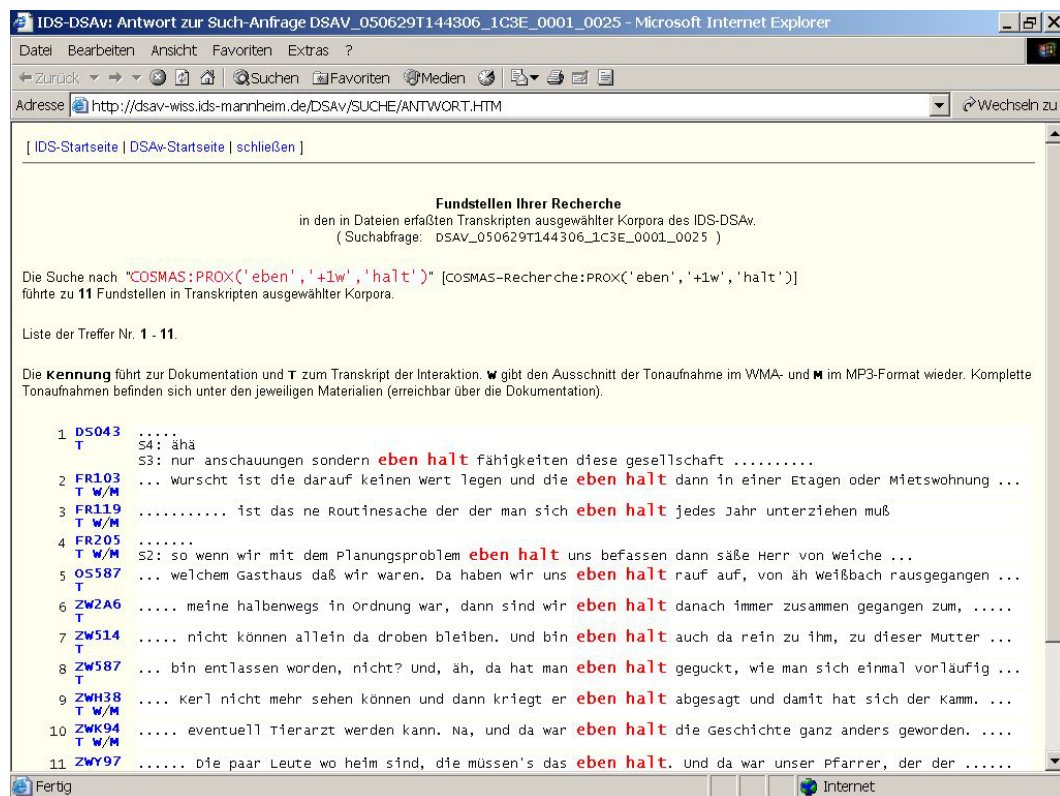 IDS-DSAv: Antwort zur Such-Anfrage DSAV_050629T144306_1C3E_0001_0025 - Microsoft Internet Explorer
Datei Bearbeiten Ansicht Favoriten Extras ?
Zurück Suchen Favoriten Medien
Adresse http://dsav-wiss.ids-mannheim.de/DSAv/SUCHE/ANTWORT.HTM Wechseln zu
[ IDS-Startseite | DSAv-Startseite | schließen ]
Fundstellen Ihrer Recherche
in den in Dateien erfaßten Transkripten ausgewählter Korpora des IDS-DSAv.
( Suchabfrage: DSAV_050629T144306_1C3E_0001_0025 )
Die Suche nach "COSMAS:PROX('eben','+1w','halt')" [COSMAS-Recherche:PROX('eben','+1w','halt')]
führte zu 11 Fundstellen in Transkripten ausgewählter Korpora.
Liste der Treffer Nr. 1 - 11.
Die Kennung führt zur Dokumentation und T zum Transkript der Interaktion. W gibt den Ausschnitt der Tonaufnahme im WMA- und M im MP3-Format wieder. Komplette
Tonaufnahmen befinden sich unter den jeweiligen Materialien (erreichbar über die Dokumentation).
1 DS043 .....
T S4: ähä
S3: nur anschauungen sondern eben halt fähigkeiten diese gesellschaft ..........
2 FR103 ... Wurscht ist die darauf keinen Wert legen und die eben halt dann in einer Etagen oder Mietswohnung ...
T W/M
3 FR119 ........... ist das ne Routinesache der der man sich eben halt jedes Jahr unterziehen muß
T W/M
4 FR205 .......
T W/M S2: so wenn wir mit dem Planungsproblem eben halt uns befassen dann säße Herr von Weiche ...
5 OS587 ... welchem Gasthaus daß wir waren. Da haben wir uns eben halt rauf auf, von äh Weißbach rausgegangen ...
T
6 ZW2A6 ..... meine halbenwegs in Ordnung war, dann sind wir eben halt danach immer zusammen gegangen zum, .....
T
7 ZW514 ..... nicht können allein da droben bleiben. Und bin eben halt auch da rein zu ihm, zu dieser Mutter ...
T
8 ZW587 ... bin entlassen worden, nicht? Und, äh, da hat man eben halt geguckt, wie man sich einmal vorläufig ...
T
9 ZWH38 .... Kerl nicht mehr sehen können und dann kriegt er eben halt abgesagt und damit hat sich der Kamm. ...
T W/M
10 ZWK94 ..... eventuell Tierarzt werden kann. Na, und da war eben halt die Geschichte ganz anders geworden. ....
T W/M
11 ZWY97 ...... Die paar Leute wo heim sind, die müssen's das eben halt. Und da war unser Pfarrer, der der ......
Fertig Internet